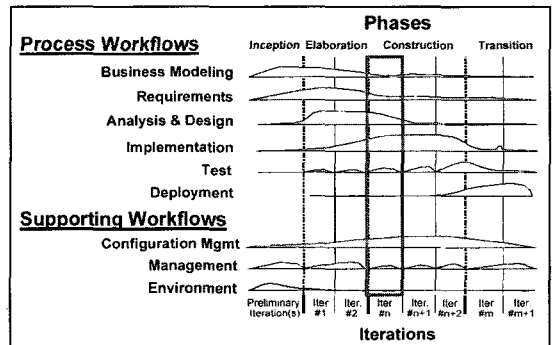 Phases
Process Workflows
Inception Elaboration Construction Transition
Business Modeling
Requirements
Analysis & Design
Implementation
Test
Deployment
Supporting Workflows
Configuration Mgmt
Management
Environment
Preliminary Iteration(s)
Iter #1
Iter. #2
Iter #n
Iter. #n+1
Iter. #n+2
Iter #m
Iter. #m+1
Iterations